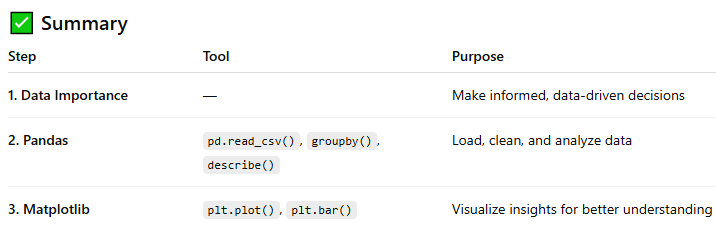 ✅ Summary
Step Tool Purpose
1. Data Importance — Make informed, data-driven decisions
2. Pandas pd.read_csv(), groupby(), Load, clean, and analyze data
describe()
3. Matplotlib plt.plot(), plt.bar() Visualize insights for better understanding